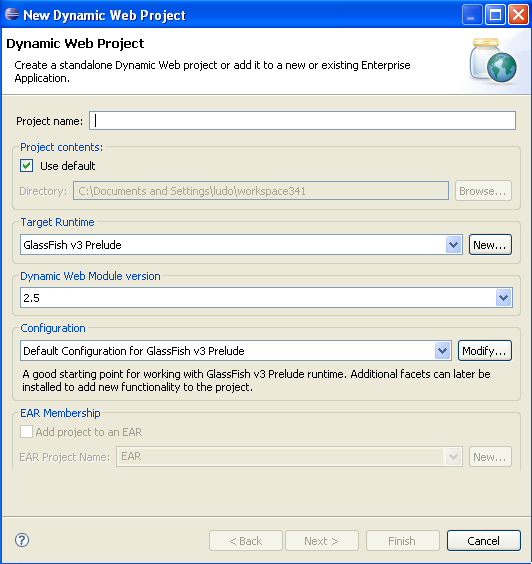 New Dynamic Web Project
Dynamic Web Project
Create a standalone Dynamic Web project or add it to a new or existing Enterprise
Application.
Project name:
Project contents:
Use default
Directory: C:\Documents and Settings\ludo\workspace341 Browse...
Target Runtime
GlassFish v3 Prelude New...
Dynamic Web Module version
2.5
Configuration
Default Configuration for GlassFish v3 Prelude Modify...
A good starting point for working with GlassFish v3 Prelude runtime. Additional facets can later be
installed to add new functionality to the project.
EAR Membership
Add project to an EAR
EAR Project Name: EAR New...
? < Back Next > Finish Cancel